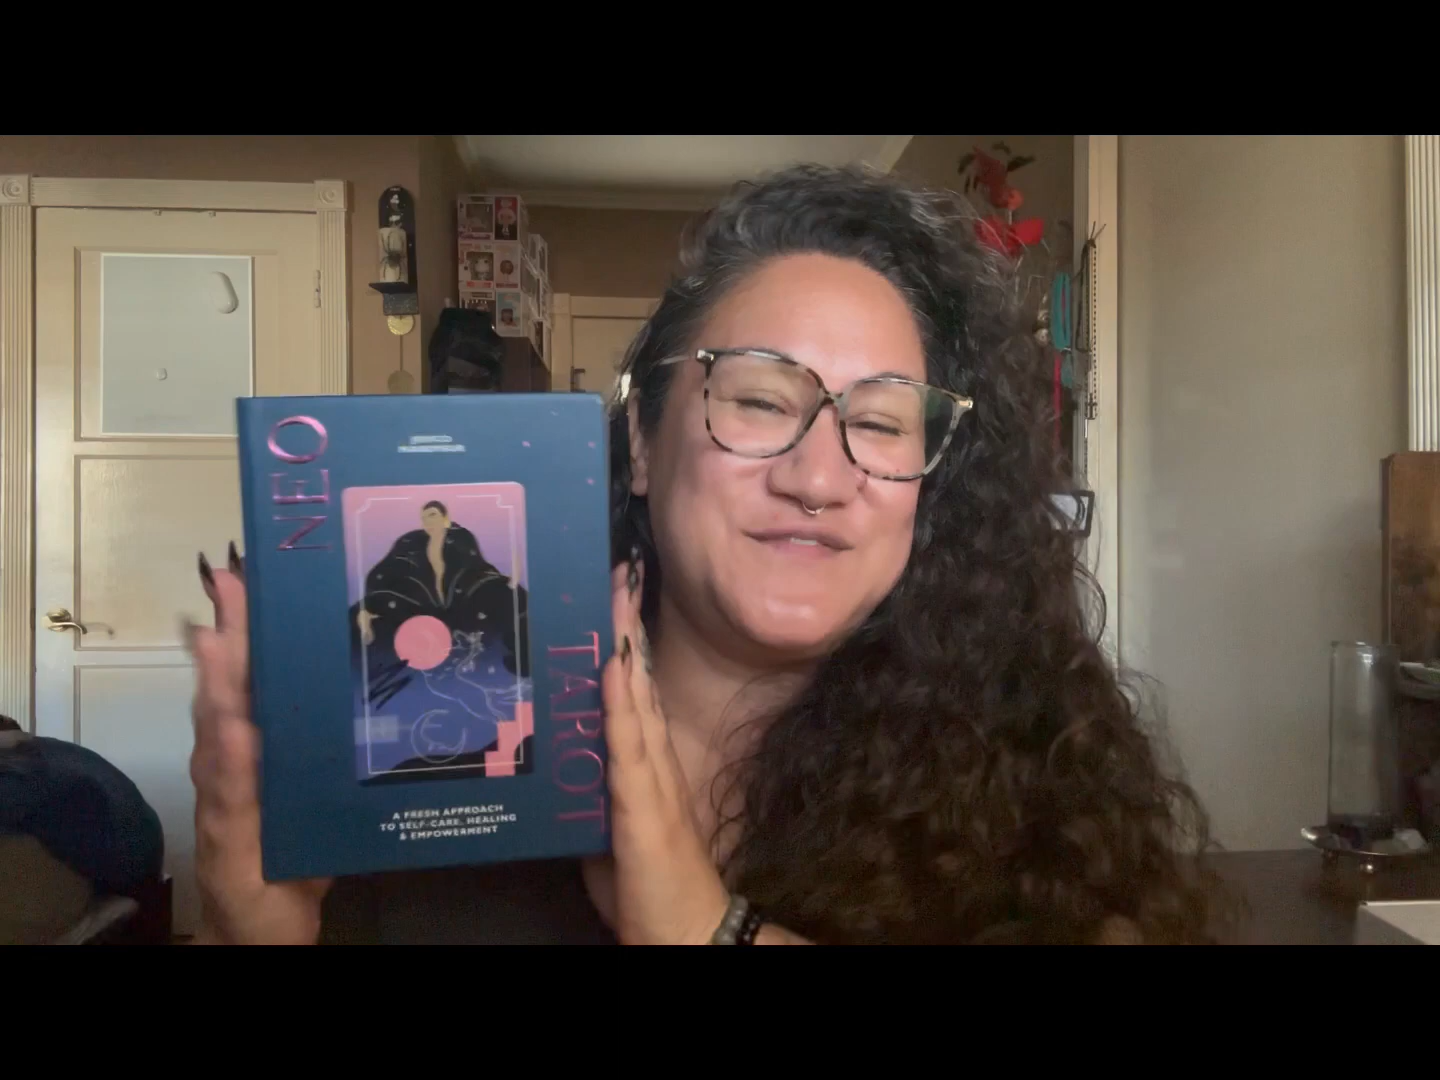 NEO
TAROT
A FRESH APPROACH
TO SELF-CARE, HEALING
& EMPOWERMENT